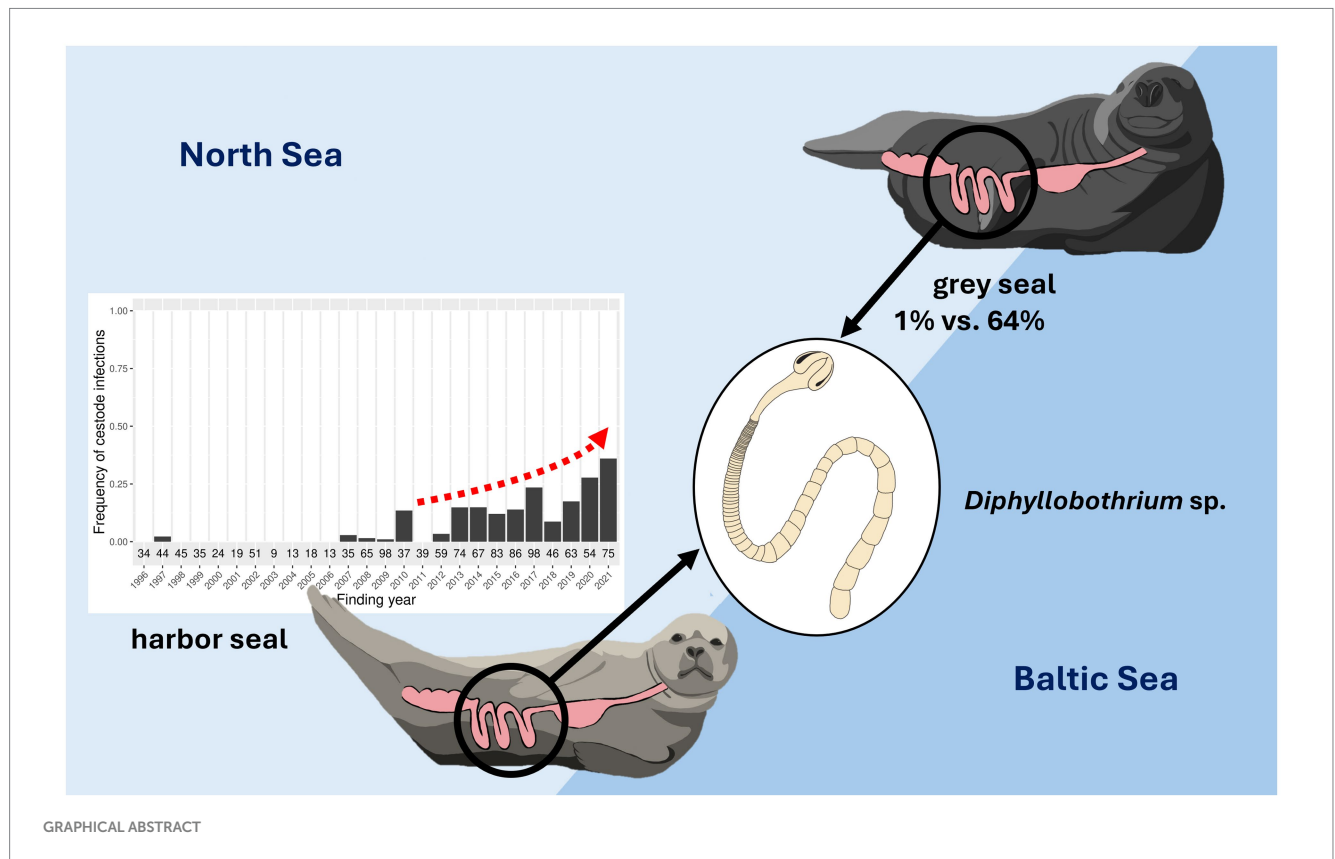 North Sea
grey seal
1% vs. 64%
Frequency of cestode infections
1.00
0.75
0.50
0.25
0.00
34 44 45 35 24 19 51 9 13 18 13 35 65 98 37 39 59 74 67 83 86 98 46 63 54 75
1996 1997 1998 1999 2000 2001 2002 2003 2004 2005 2006 2007 2008 2009 2010 2011 2012 2013 2014 2015 2016 2017 2018 2019 2020 2021
Finding year
Diphyllobothrium sp.
harbor seal
Baltic Sea
GRAPHICAL ABSTRACT